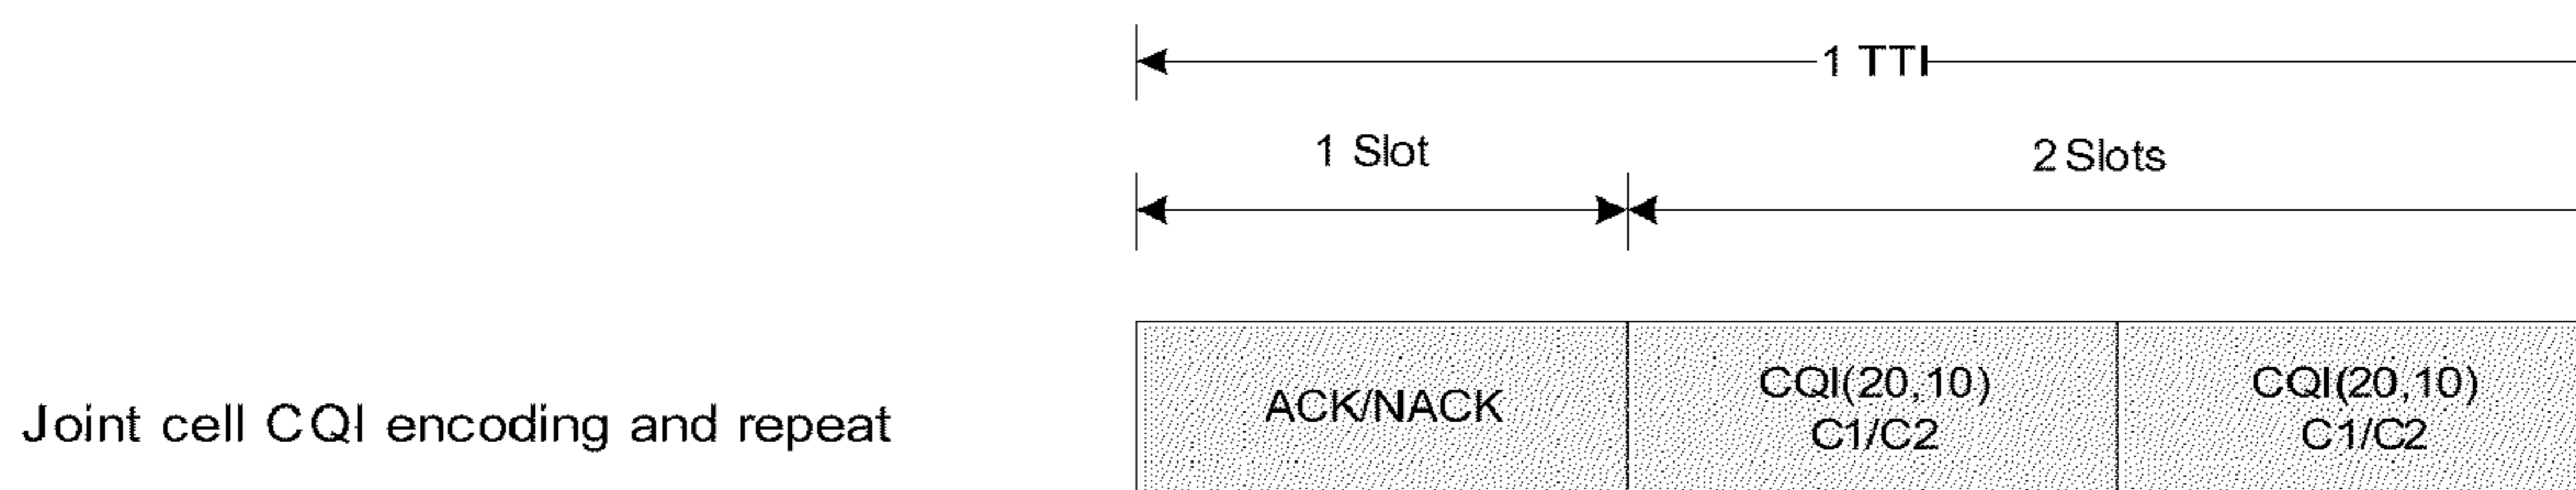 1 TTI
1 Slot
2 Slots
Joint cell CQI encoding and repeat
ACK/NACK
CQI(20,10)
C1/C2
CQI(20,10)
C1/C2